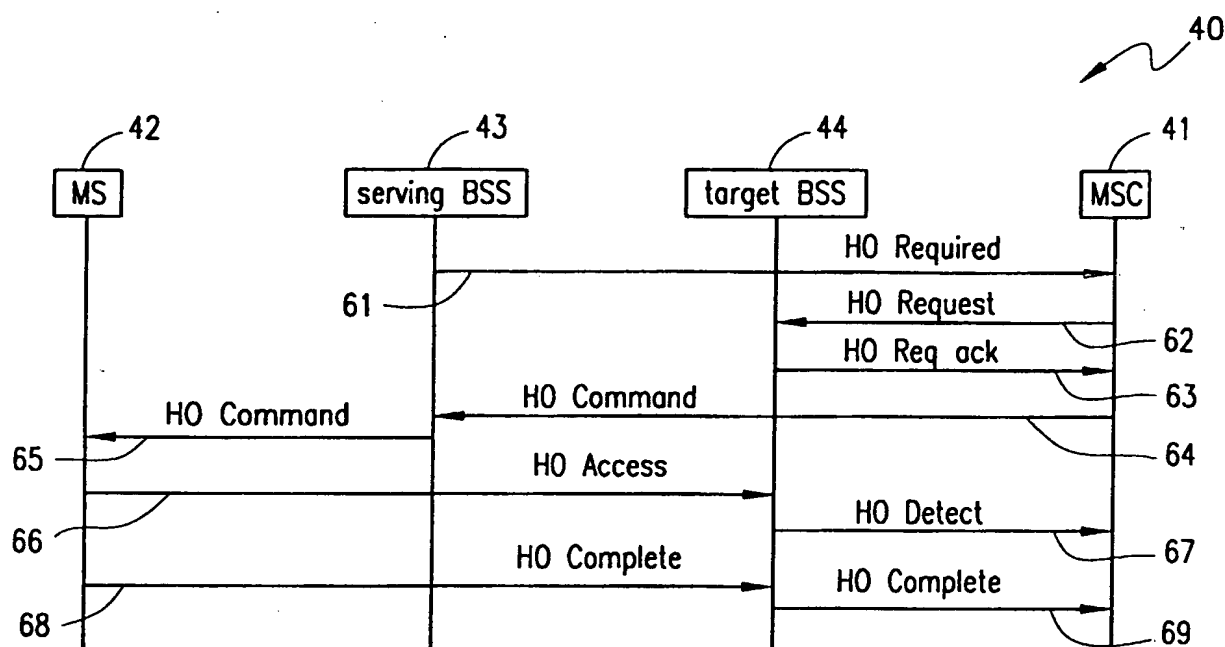 40
42
43
44
41
MS
serving BSS
target BSS
MSC
HO Required
61
HO Request
62
HO Req ack
63
HO Command
64
HO Command
65
HO Access
66
HO Detect
67
HO Complete
68
HO Complete
69